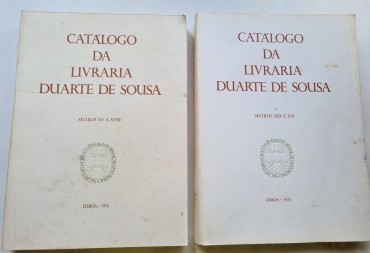 CATÁLOGO
DA
LIVRARIA
DUARTE DE SOUSA
SÉCULOS XV A XVIII
LISBOA - 1974
CATÁLOGO
DA
LIVRARIA
DUARTE DE SOUSA
SÉCULOS XIX E XX
LISBOA